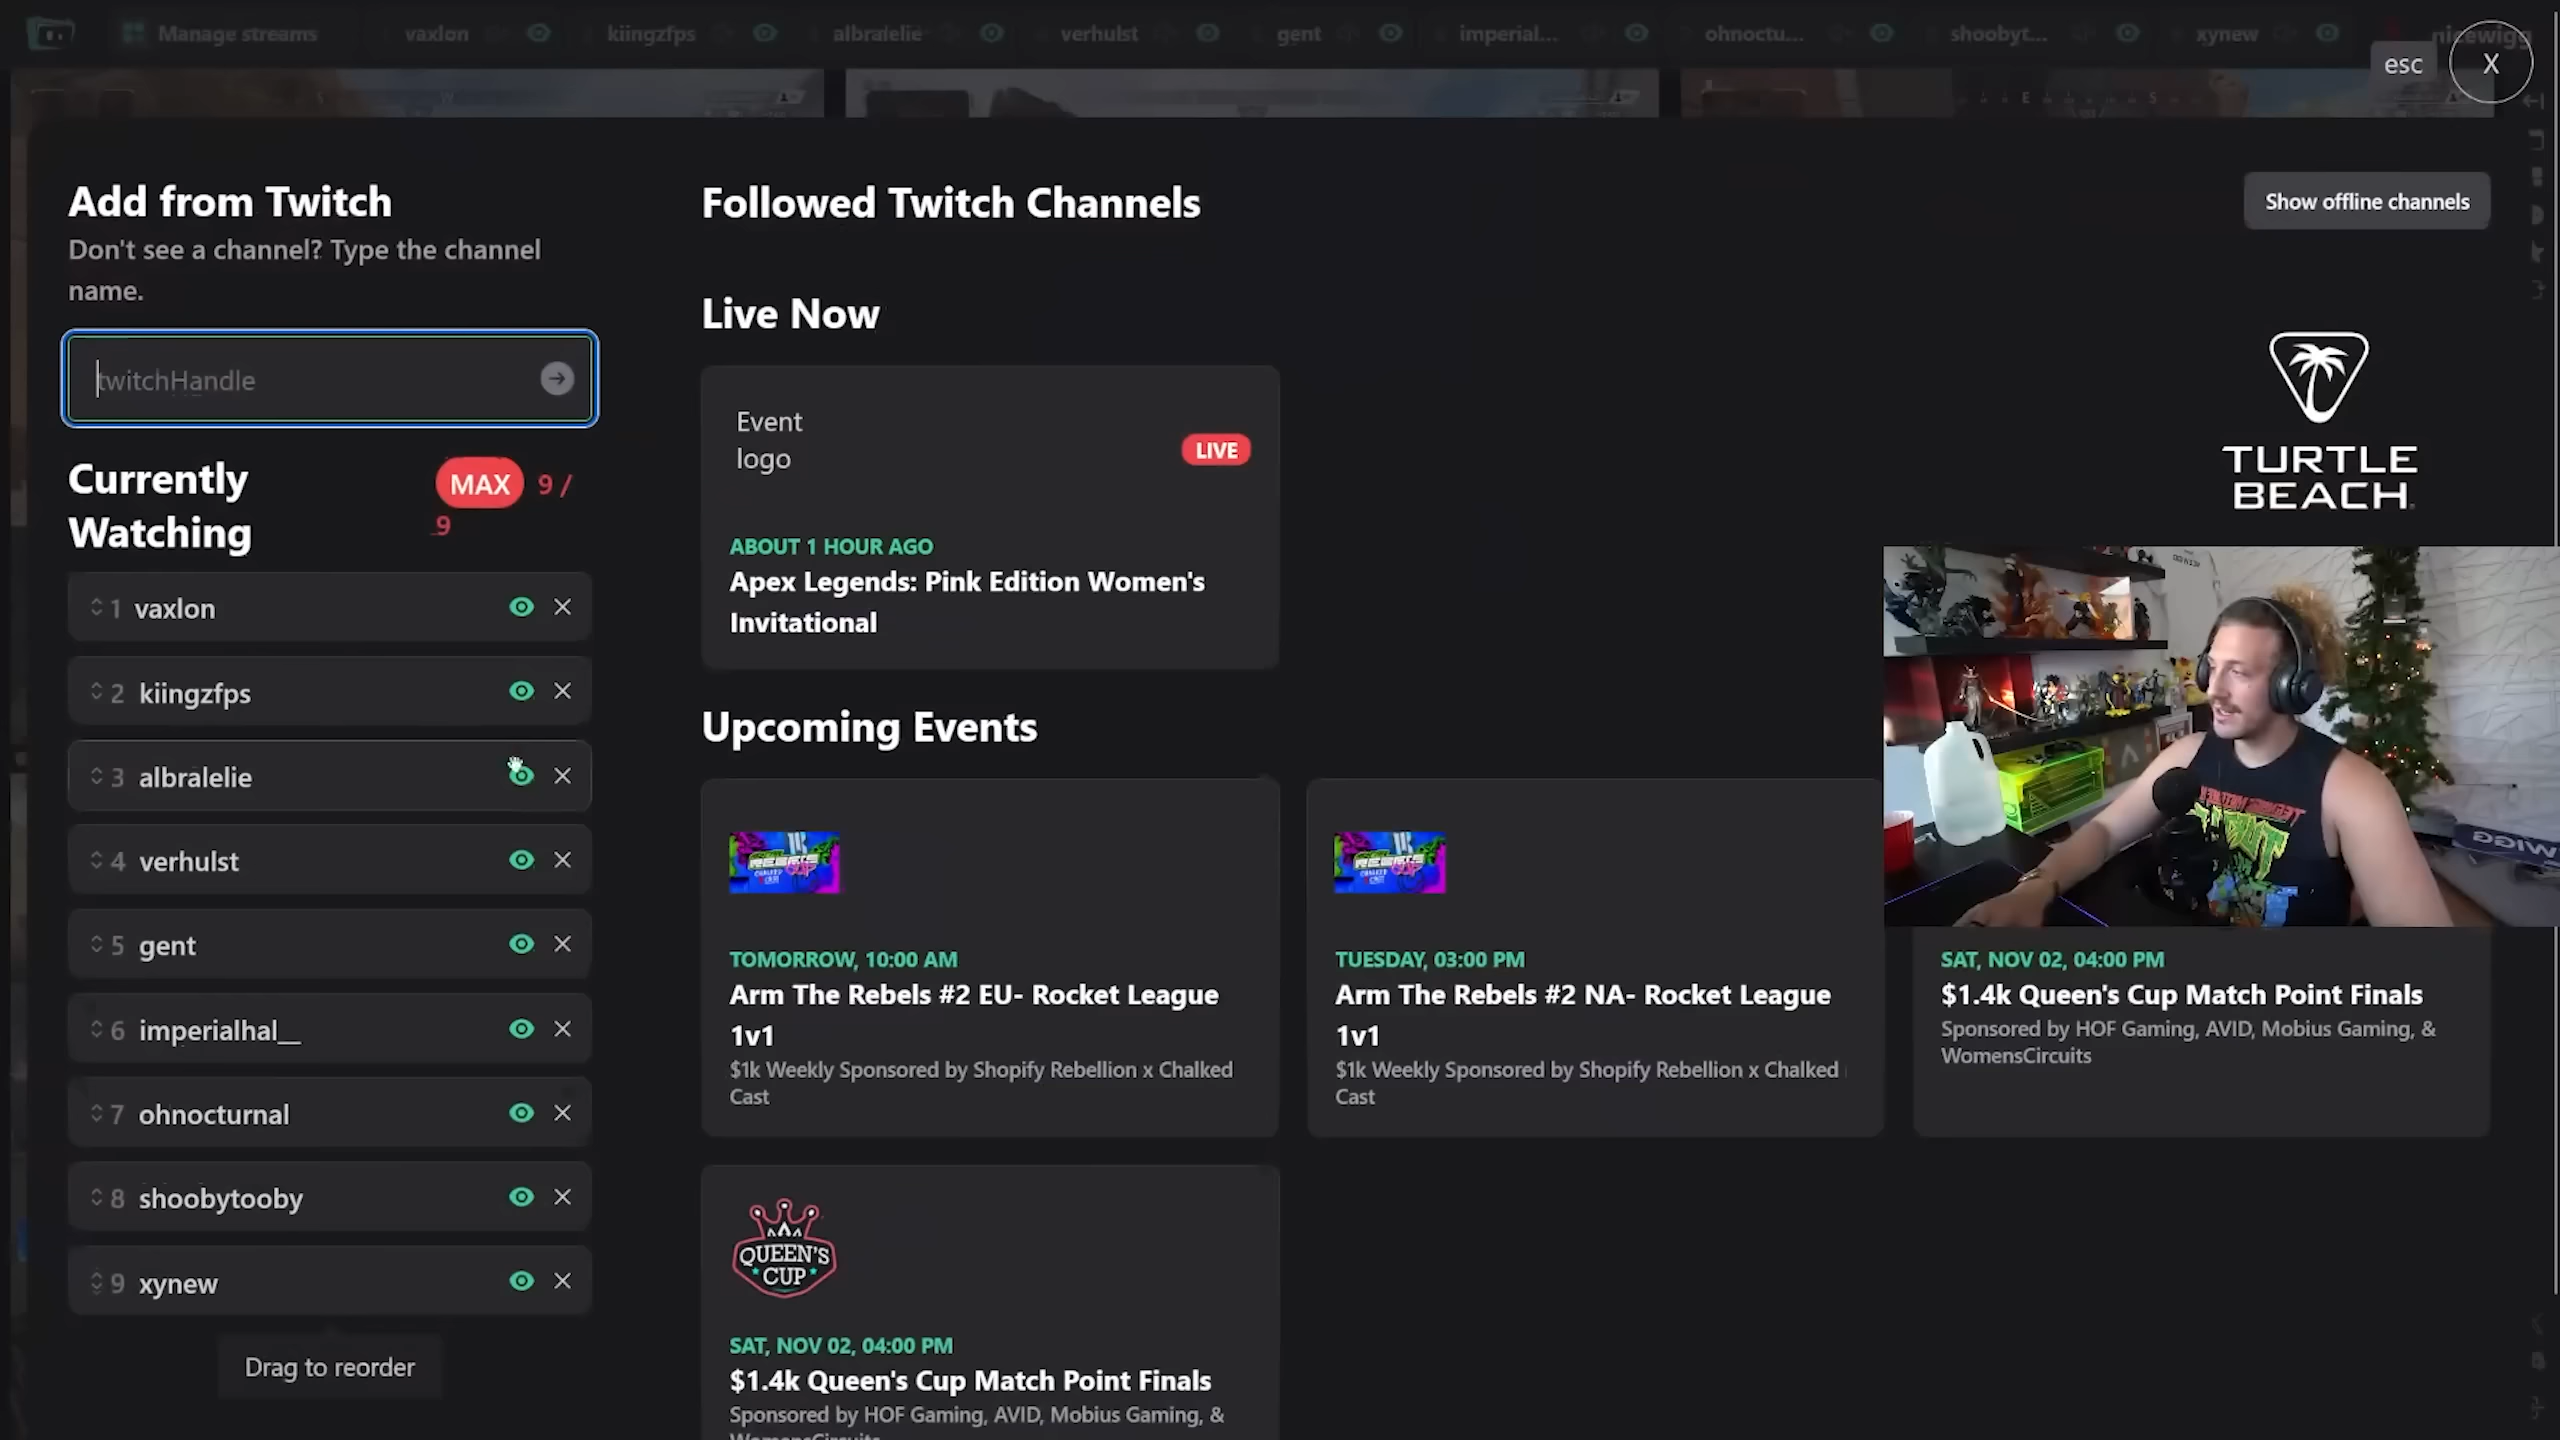 Manage streams
vaxlon
kiingzfps
albralelie
verhulst
gent
imperial...
ohnoctu...
shoobyt...
xynew
nicewigg
esc
X
Add from Twitch
Don't see a channel? Type the channel
name.
twitchHandle
Currently
Watching
MAX 9 /
9
1 vaxlon
2 kiingzfps
3 albralelie
4 verhulst
5 gent
6 imperialhal__
7 ohnocturnal
8 shoobytooby
9 xynew
Drag to reorder
Followed Twitch Channels
Show offline channels
Live Now
Event
logo
LIVE
ABOUT 1 HOUR AGO
Apex Legends: Pink Edition Women's
Invitational
TURTLE
BEACH
Upcoming Events
TOMORROW, 10:00 AM
Arm The Rebels #2 EU- Rocket League
1v1
$1k Weekly Sponsored by Shopify Rebellion x Chalked
Cast
TUESDAY, 03:00 PM
Arm The Rebels #2 NA- Rocket League
1v1
$1k Weekly Sponsored by Shopify Rebellion x Chalked
Cast
SAT, NOV 02, 04:00 PM
$1.4k Queen's Cup Match Point Finals
Sponsored by HOF Gaming, AVID, Mobius Gaming, &
WomensCircuits
QUEEN'S
CUP
SAT, NOV 02, 04:00 PM
$1.4k Queen's Cup Match Point Finals
Sponsored by HOF Gaming, AVID, Mobius Gaming, &
WomensCircuits